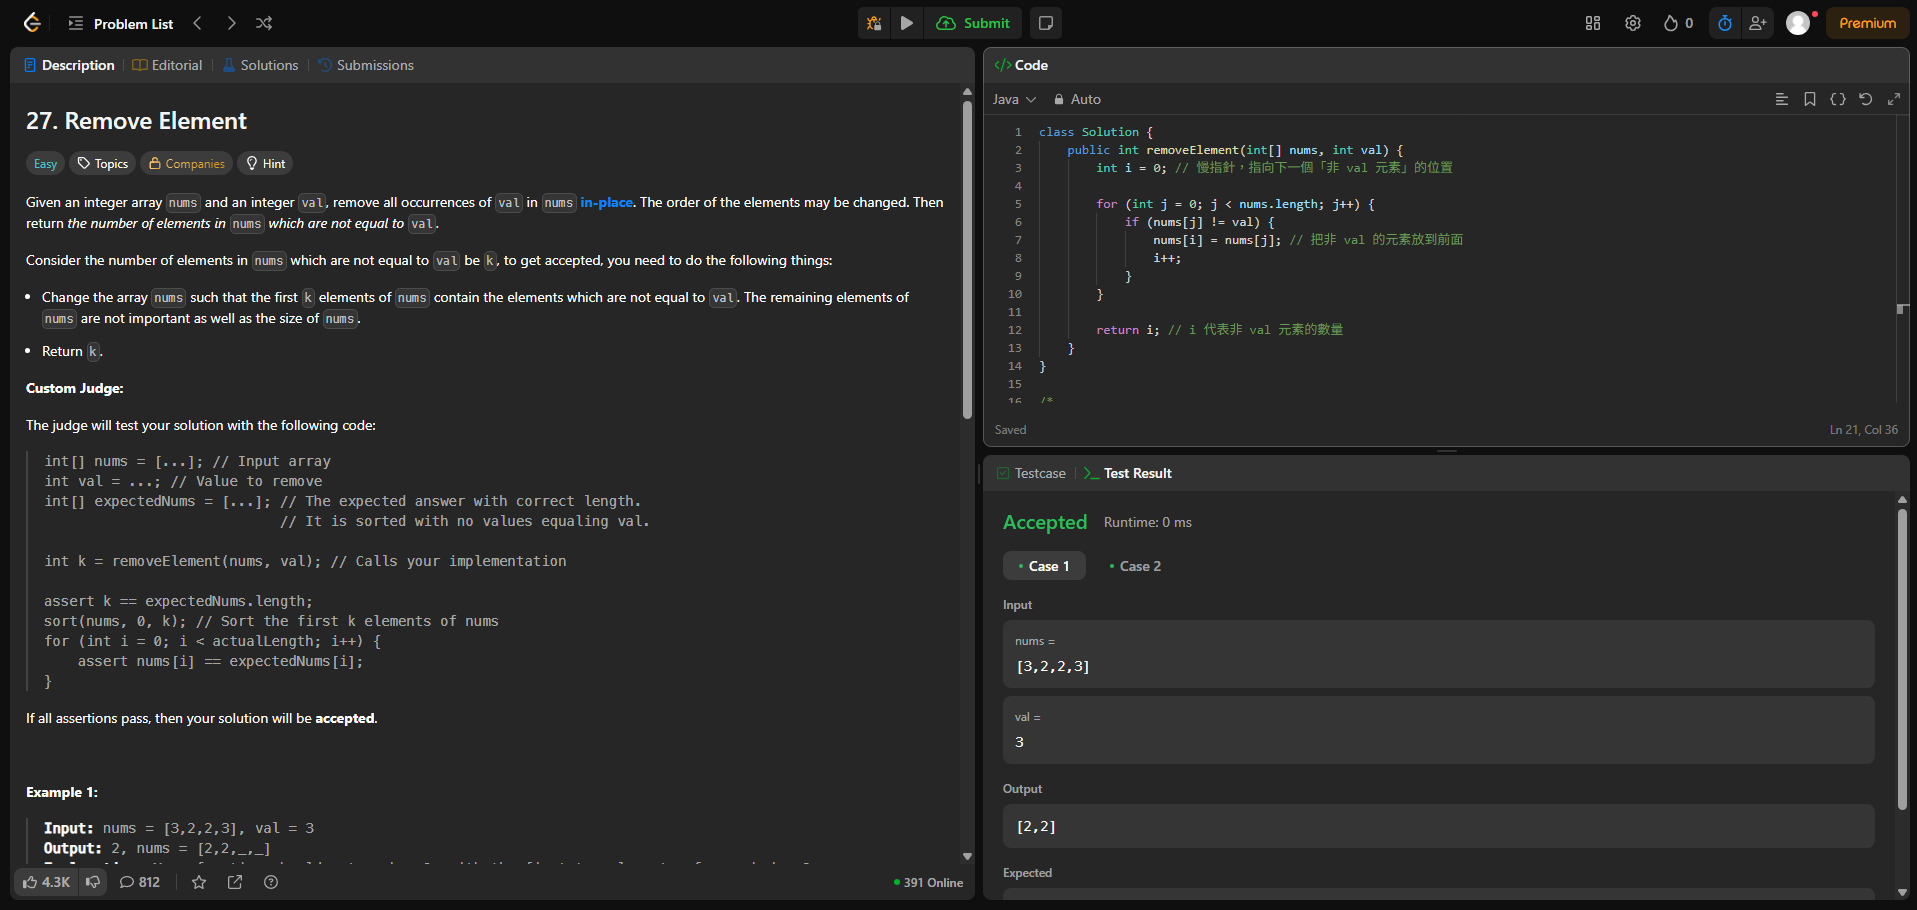 Problem List
Submit
0
Premium
Description
Editorial
Solutions
Submissions
27. Remove Element
Easy
Topics
Companies
Hint
Given an integer array nums and an integer val, remove all occurrences of val in nums in-place. The order of the elements may be changed. Then
return the number of elements in nums which are not equal to val.
Consider the number of elements in nums which are not equal to val be k, to get accepted, you need to do the following things:
• Change the array nums such that the first k elements of nums contain the elements which are not equal to val. The remaining elements of
nums are not important as well as the size of nums.
• Return k.
Custom Judge:
The judge will test your solution with the following code:
int[] nums = [...]; // Input array
int val = ...; // Value to remove
int[] expectedNums = [...]; // The expected answer with correct length.
// It is sorted with no values equaling val.
int k = removeElement(nums, val); // Calls your implementation
assert k == expectedNums.length;
sort(nums, 0, k); // Sort the first k elements of nums
for (int i = 0; i < actualLength; i++) {
assert nums[i] == expectedNums[i];
}
If all assertions pass, then your solution will be accepted.
Example 1:
Input: nums = [3,2,2,3], val = 3
Output: 2, nums = [2,2,_,_]
4.3K
812
391 Online
Code
Java
Auto
1 class Solution {
2 public int removeElement(int[] nums, int val) {
3 int i = 0; // 慢指針，指向下一個「非 val 元素」的位置
4
5 for (int j = 0; j < nums.length; j++) {
6 if (nums[j] != val) {
7 nums[i] = nums[j]; // 把非 val 的元素放到前面
8 i++;
9 }
10 }
11
12 return i; // i 代表非 val 元素的數量
13 }
14 }
15
16 /*
Saved
Ln 21, Col 36
Testcase
Test Result
Accepted
Runtime: 0 ms
Case 1
Case 2
Input
nums =
[3,2,2,3]
val =
3
Output
[2,2]
Expected